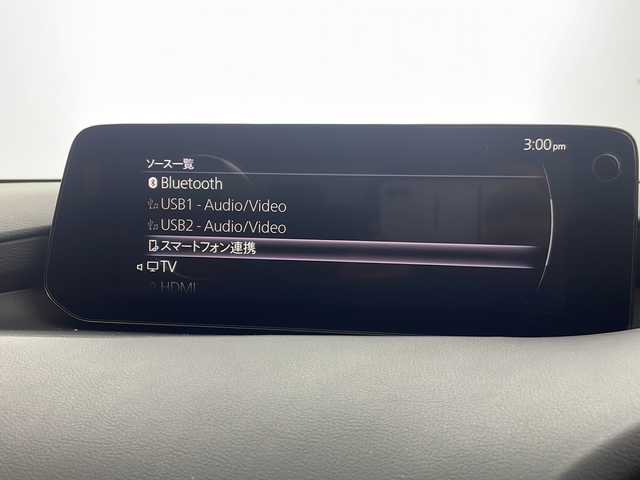 3:00pm
ソース一覧
Bluetooth
USB1 - Audio/Video
USB2 - Audio/Video
スマートフォン連携
TV
HDMI